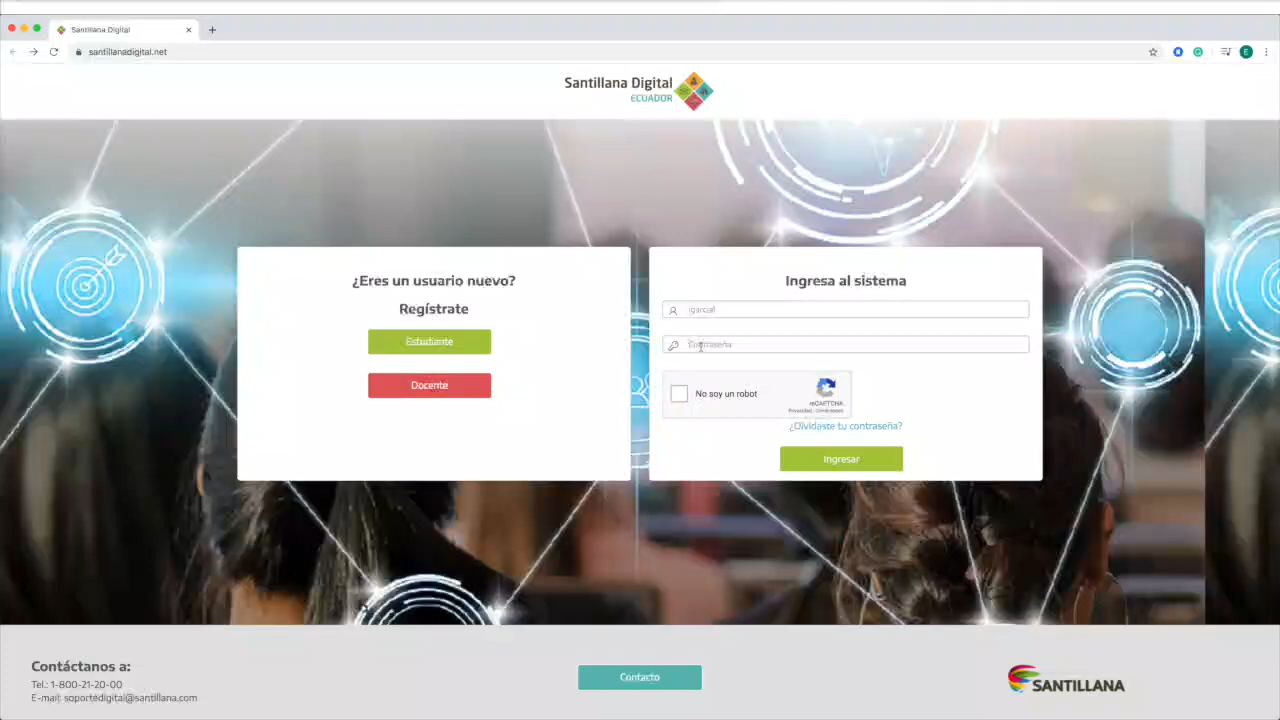 Santillana Digital
santillanadigital.net
E
Santillana Digital
ECUADOR
¿Eres un usuario nuevo?
Regístrate
Estudiante
Docente
Ingresa al sistema
Contraseña
No soy un robot
reCAPTCHA
¿Olvidaste tu contraseña?
Ingresar
Contáctanos a:
Tel.: 1-800-21-20-00
E-mail: soportedigital@santillana.com
Contacto
SANTILLANA